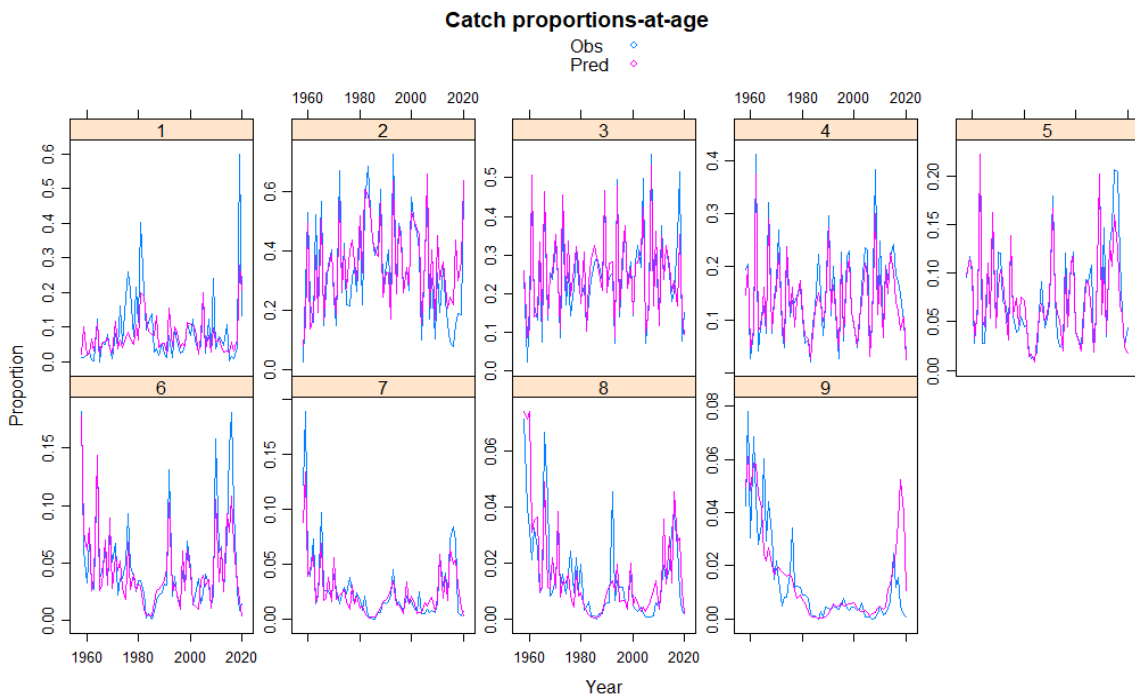 Catch proportions-at-age
Obs
Pred
1960 1980 2000 2020 1960 1980 2000 2020
1 2 3 4 5
0.0 0.1 0.2 0.3 0.4 0.5 0.6
0.0 0.2 0.4 0.6
0.0 0.1 0.2 0.3 0.4 0.5
0.1 0.2 0.3 0.4
0.00 0.05 0.10 0.15 0.20
Proportion
6 7 8 9
0.00 0.05 0.10 0.15
0.00 0.05 0.10 0.15
0.00 0.02 0.04 0.06
0.00 0.02 0.04 0.06 0.08
1960 1980 2000 2020 1960 1980 2000 2020
Year